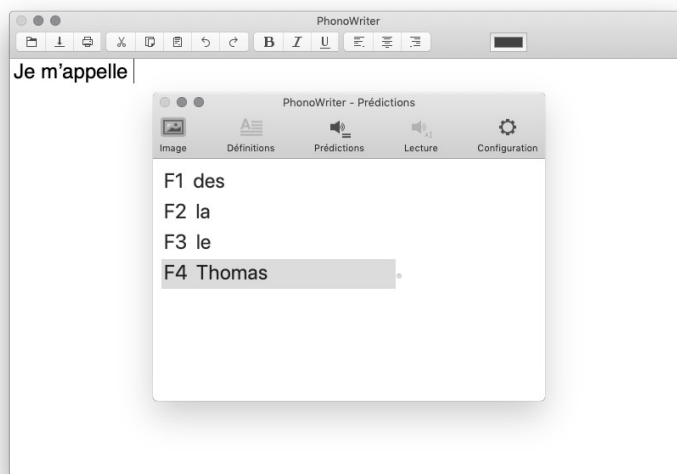 PhonoWriter
B I U
Je m'appelle
PhonoWriter - Prédictions
Image Définitions Prédictions Lecture Configuration
F1 des
F2 la
F3 le
F4 Thomas